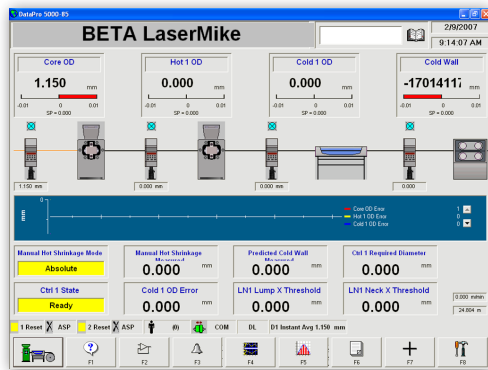 DataPro 5000-85
BETA LaserMike
2/9/2007
9:14:07 AM
Core OD
1.150 mm
-0.01 0 0.01
SP = 0.000
Hot 1 OD
0.000 mm
-0.01 0 0.01
SP = 0.000
Cold 1 OD
0.000 mm
-0.01 0 0.01
SP = 0.000
Cold Wall
-17014117 mm
-0.01 0 0.01
SP = 0.000
1.150 mm
0.000 mm
0.000 mm
0.000
mm
0
Core OD Error 1
Hot 1 OD Error 0
Cold 1 OD Error 0
Manual Hot Shrinkage Mode
Absolute
Manual Hot Shrinkage
Measured
0.000 mm
Predicted Cold Wall
Measured
0.000 mm
Ctrl 1 Required Diameter
0.000 mm
Ctrl 1 State
Ready
Cold 1 OD Error
0.000 mm
LN1 Lump X Threshold
0.000 mm
LN1 Neck X Threshold
0.000 mm
0.000 m/min
24.804 m
1 Reset ASP 2 Reset ASP (0) COM DL D1 Instant Avg 1.150 mm
F1 F2 F3 F4 F5 F6 F7 F8